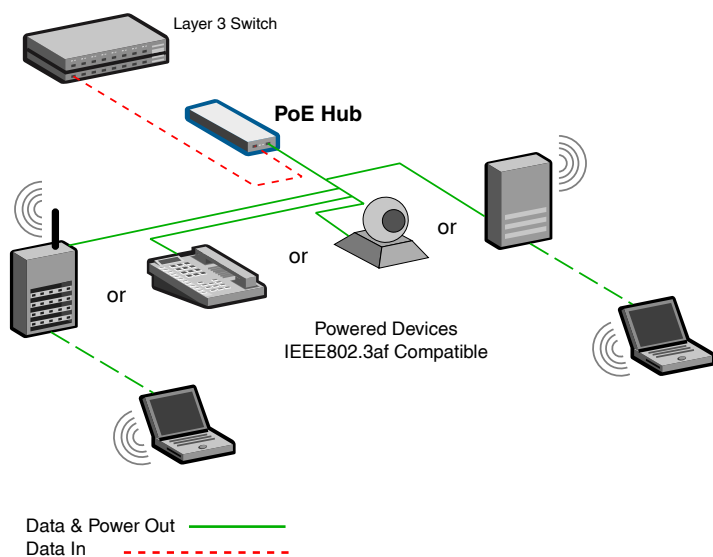 Layer 3 Switch
PoE Hub
or
or
or
Powered Devices
IEEE802.3af Compatible
Data & Power Out
Data In